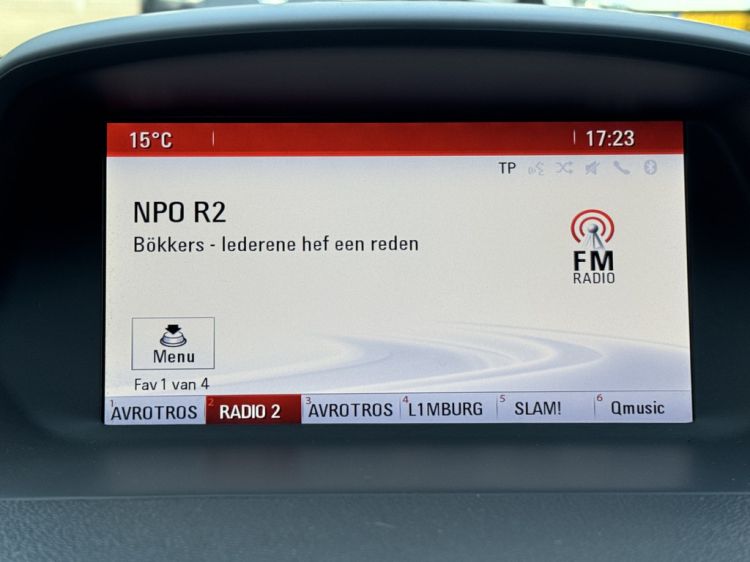 15°C 17:23
TP
NPO R2
Bökkers - Iederene hef een reden
FM
RADIO
Menu
Fav 1 van 4
1 AVROTROS 2 RADIO 2 3 AVROTROS 4 L1MBURG 5 SLAM! 6 Qmusic